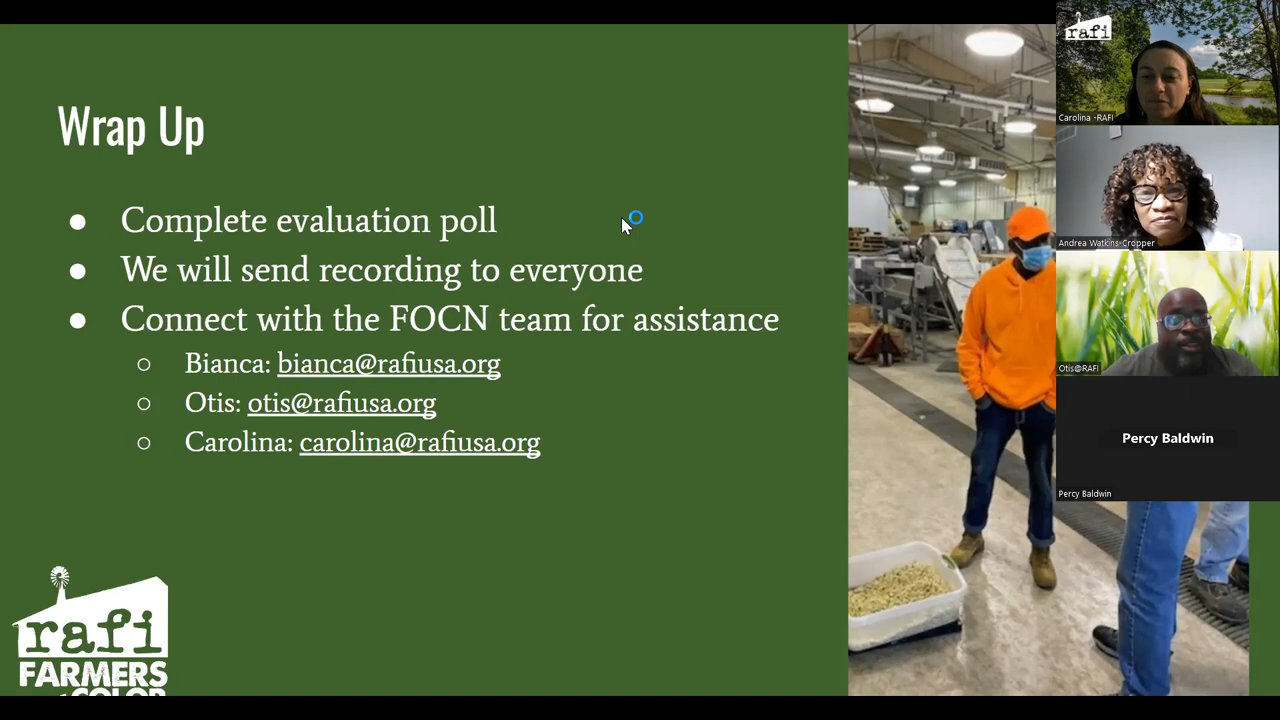 Wrap Up
● Complete evaluation poll
● We will send recording to everyone
● Connect with the FOCN team for assistance
○ Bianca: bianca@rafiusa.org
○ Otis: otis@rafiusa.org
○ Carolina: carolina@rafiusa.org
rafi
FARMERS
COLOR
rafi
Carolina -RAFI
Andrea Watkins-Cropper
Otis@RAFI
Percy Baldwin
Percy Baldwin